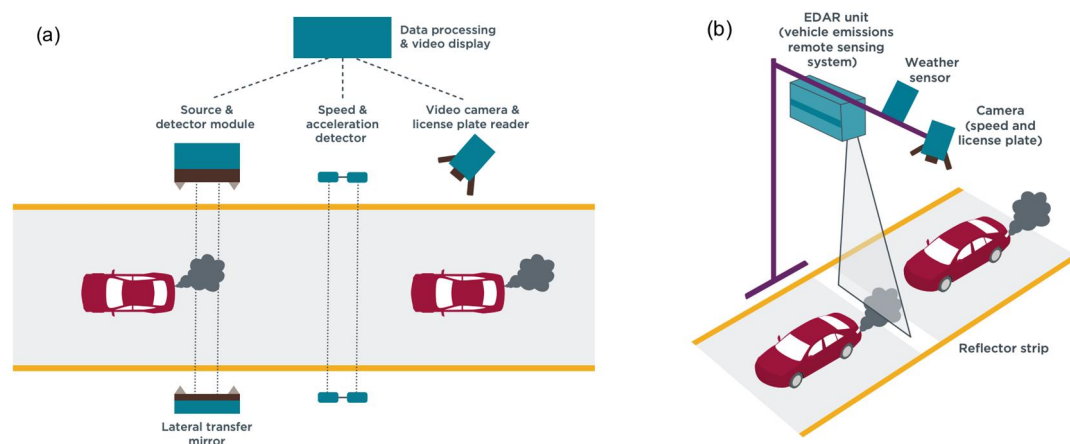 (a)
Data processing
& video display
Source &
detector module
Speed &
acceleration
detector
Video camera &
license plate reader
Lateral transfer
mirror
(b)
EDAR unit
(vehicle emissions
remote sensing
system)
Weather
sensor
Camera
(speed and
license plate)
Reflector strip